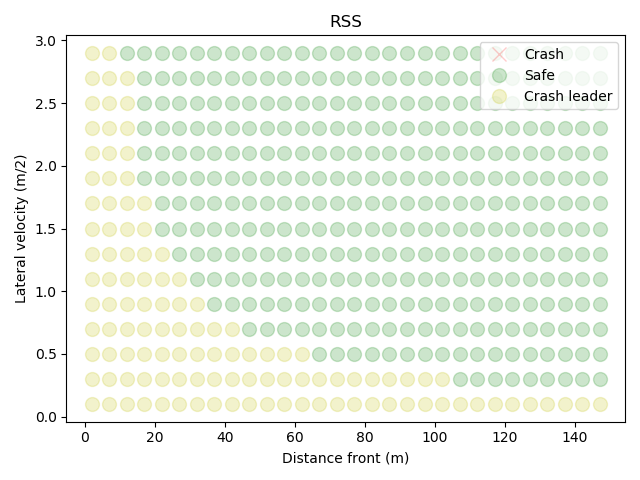 RSS
Crash
Safe
Crash leader
3.0
2.5
2.0
1.5
1.0
0.5
0.0
Lateral velocity (m/2)
0 20 40 60 80 100 120 140
Distance front (m)